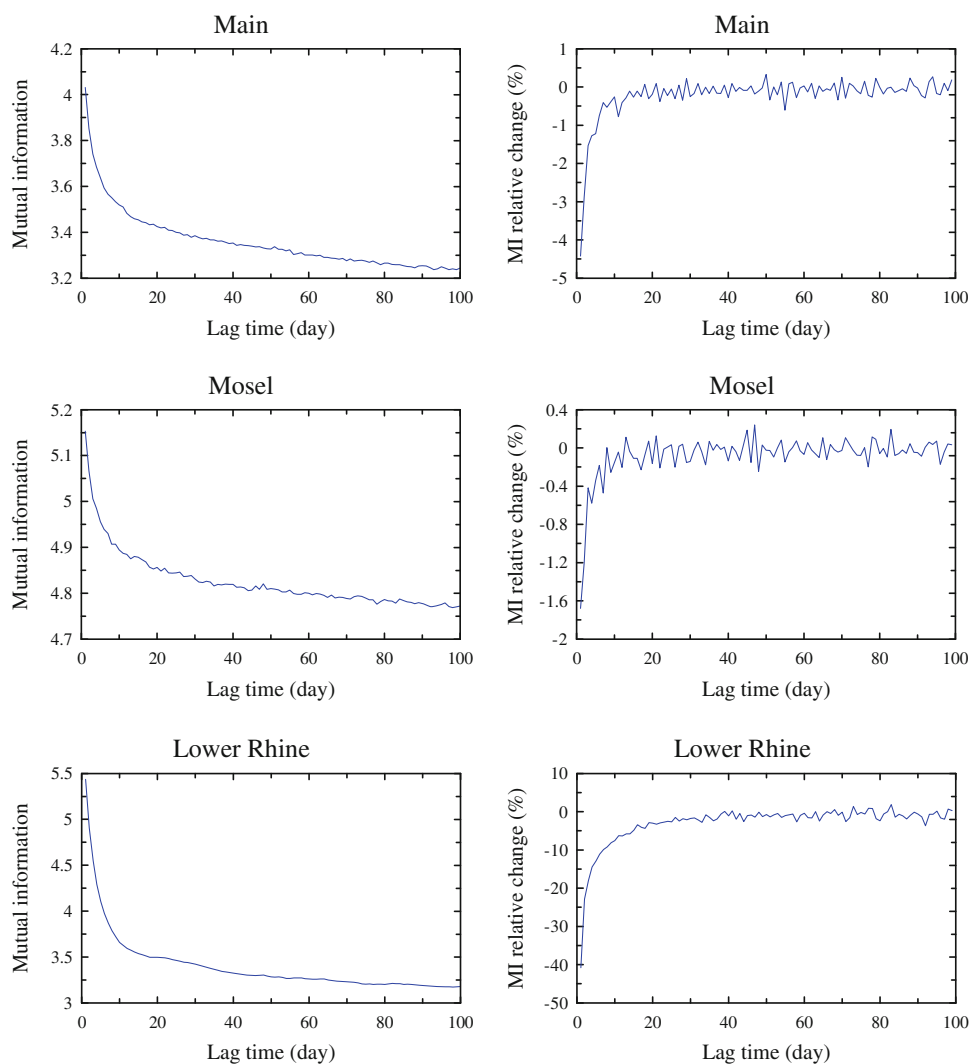 Main
Mutual information
4.2
4
3.8
3.6
3.4
3.2
0 20 40 60 80 100
Lag time (day)
Main
MI relative change (%)
1
0
-1
-2
-3
-4
-5
0 20 40 60 80 100
Lag time (day)
Mosel
Mutual information
5.2
5.1
5
4.9
4.8
4.7
0 20 40 60 80 100
Lag time (day)
Mosel
MI relative change (%)
0.4
0
-0.4
-0.8
-1.2
-1.6
-2
0 20 40 60 80 100
Lag time (day)
Lower Rhine
Mutual information
5.5
5
4.5
4
3.5
3
0 20 40 60 80 100
Lag time (day)
Lower Rhine
MI relative change (%)
10
0
-10
-20
-30
-40
-50
0 20 40 60 80 100
Lag time (day)